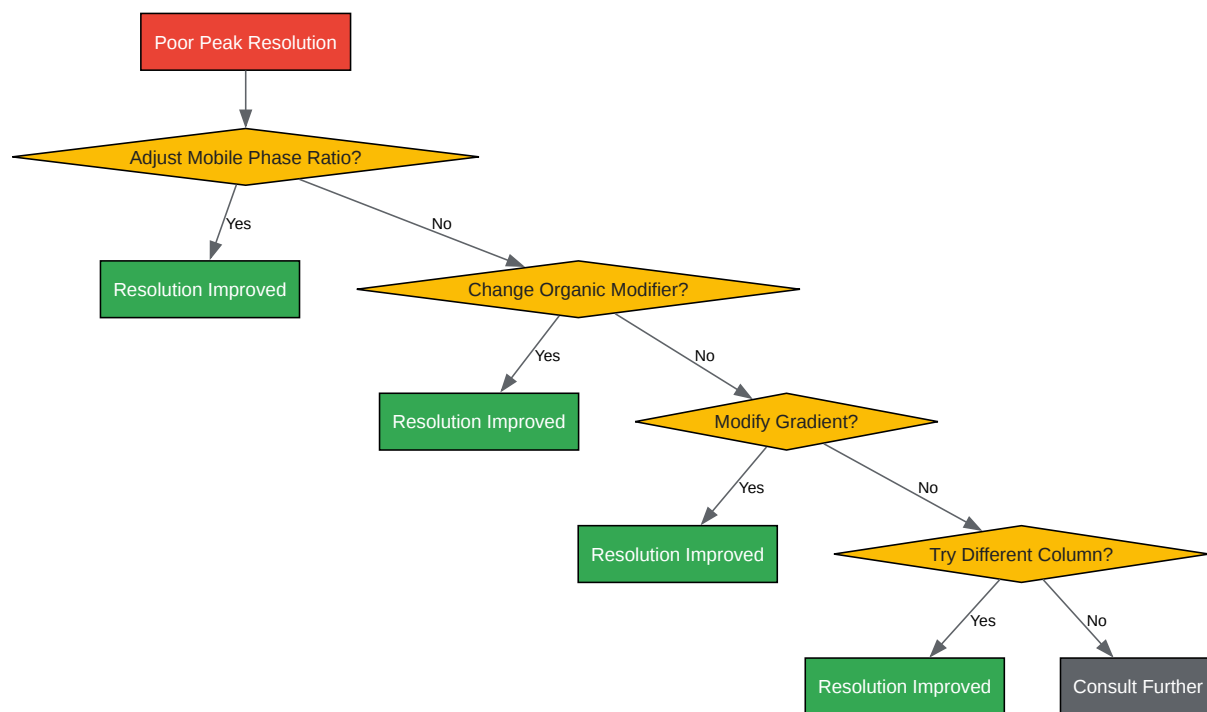 Poor Peak Resolution
Adjust Mobile Phase Ratio?
Yes
No
Resolution Improved
Change Organic Modifier?
Yes
No
Resolution Improved
Modify Gradient?
Yes
No
Resolution Improved
Try Different Column?
Yes
No
Resolution Improved
Consult Further